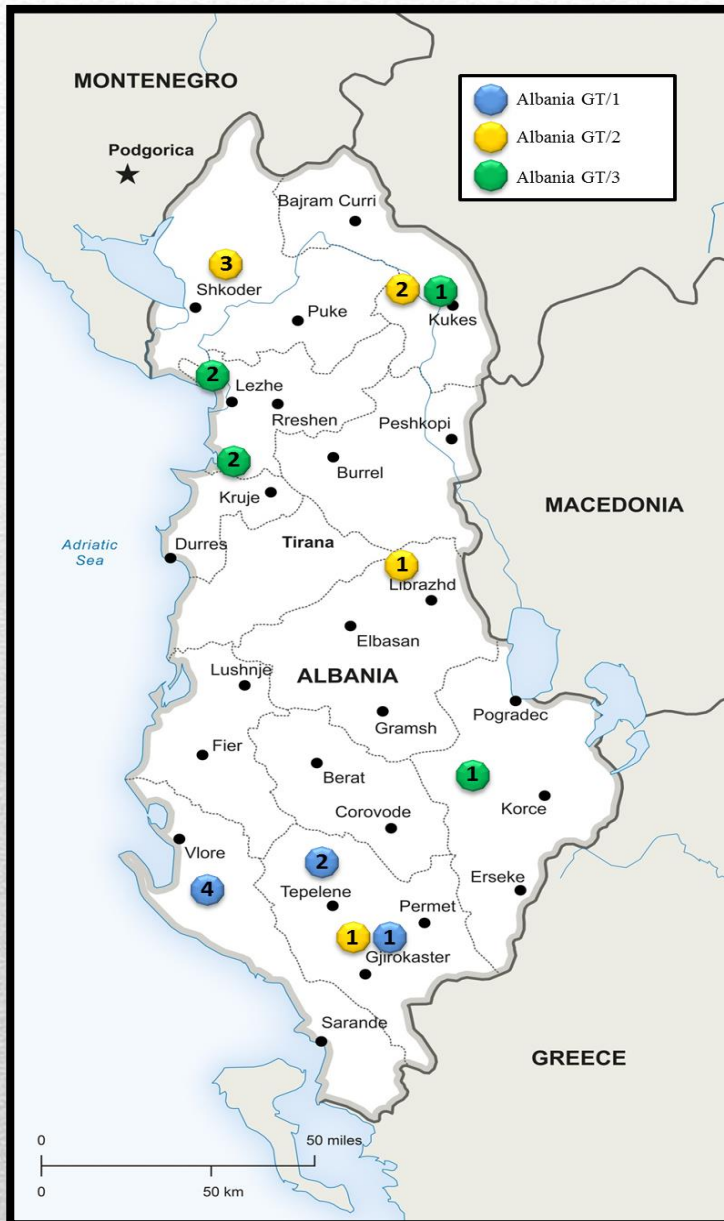 MONTENEGRO
Podgorica
Albania GT/1
Albania GT/2
Albania GT/3
Bajram Curri
3
Shkoder
2
1
Kukes
Puke
2
Lezhe
Rreshen
Peshkopi
2
Burrel
Kruje
MACEDONIA
Adriatic
Sea
Durres
Tirana
1
Librazhd
Elbasan
Lushnje
ALBANIA
Gramsh
Pogradec
Fier
Berat
1
Korce
Corovode
Vlore
4
2
Tepelene
Erseke
Permet
1
1
Gjirokaster
Sarande
GREECE
0
50 miles
0
50 km